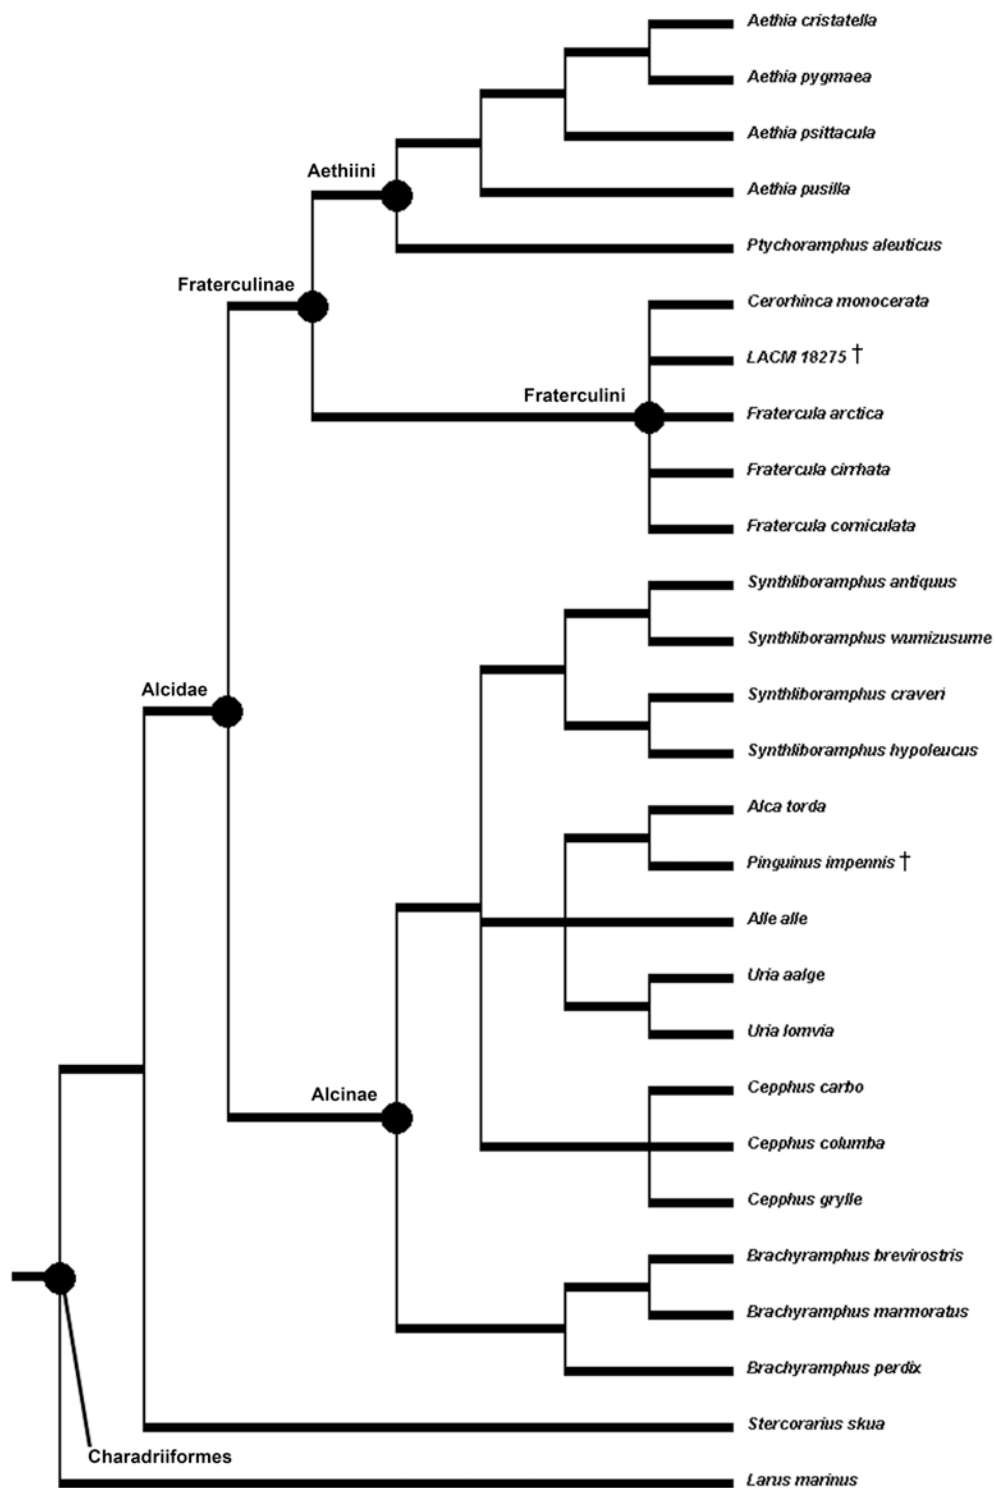 Aethia cristatella
Aethia pygmaea
Aethia psittacula
Aethiini
Aethia pusilla
Ptychoramphus aleuticus
Fraterculinae
Cerorhinca monocerata
LACM 18275 †
Fraterculini
Fratercula arctica
Fratercula cirrhata
Fratercula corniculata
Synthliboramphus antiquus
Synthliboramphus wumizusume
Alcidae
Synthliboramphus craveri
Synthliboramphus hypoleucus
Alca torda
Pinguinus impennis †
Alle alle
Uria aalge
Uria lomvia
Cepphus carbo
Alcinae
Cepphus columba
Cepphus grylle
Brachyramphus brevirostris
Brachyramphus marmoratus
Brachyramphus perdix
Stercorarius skua
Charadriiformes
Larus marinus